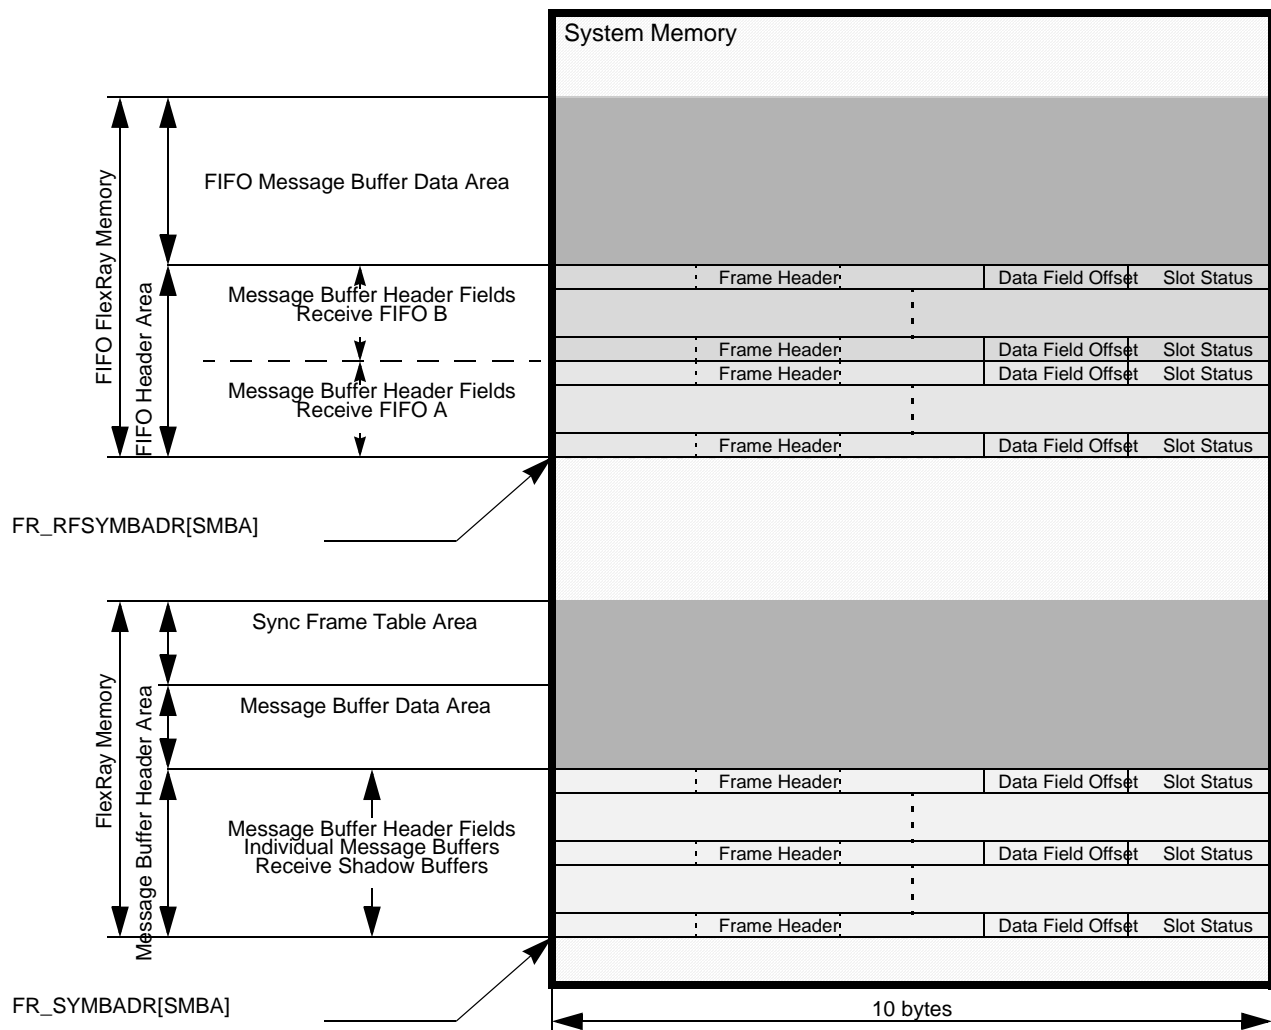 System Memory
FIFO FlexRay Memory
FIFO Header Area
FIFO Message Buffer Data Area
Frame Header Data Field Offset Slot Status
Message Buffer Header Fields
Receive FIFO B
Frame Header Data Field Offset Slot Status
Frame Header Data Field Offset Slot Status
Message Buffer Header Fields
Receive FIFO A
Frame Header Data Field Offset Slot Status
FR_RFSYMBADR[SMBA]
FlexRay Memory
Message Buffer Header Area
Sync Frame Table Area
Message Buffer Data Area
Frame Header Data Field Offset Slot Status
Message Buffer Header Fields
Individual Message Buffers
Receive Shadow Buffers
Frame Header Data Field Offset Slot Status
Frame Header Data Field Offset Slot Status
FR_SYMBADR[SMBA]
10 bytes